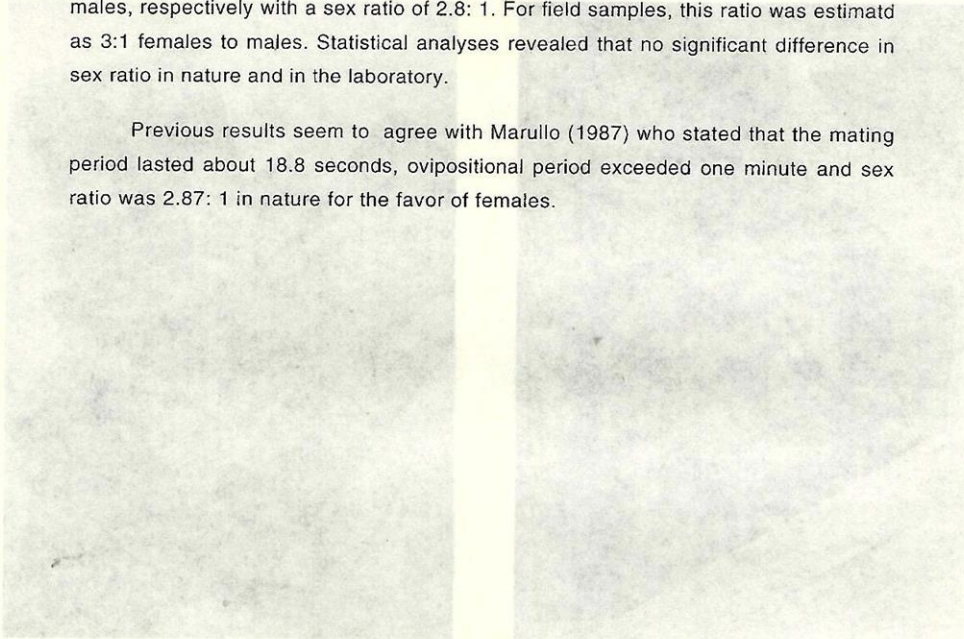 males, respectively with a sex ratio of 2.8: 1. For field samples, this ratio was estimatd
as 3:1 females to males. Statistical analyses revealed that no significant difference in
sex ratio in nature and in the laboratory.
Previous results seem to agree with Marullo (1987) who stated that the mating
period lasted about 18.8 seconds, ovipositional period exceeded one minute and sex
ratio was 2.87: 1 in nature for the favor of females.